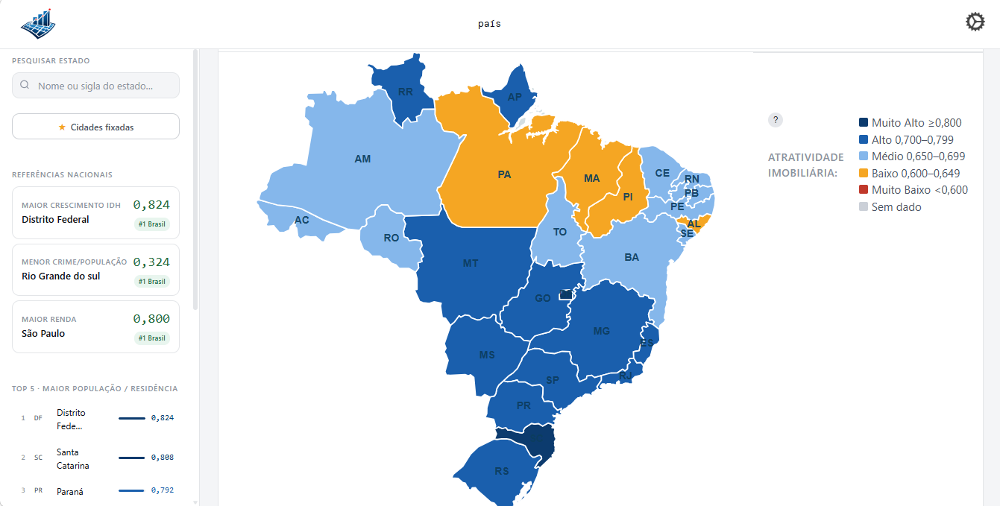 país
PESQUISAR ESTADO
Nome ou sigla do estado...
★ Cidades fixadas
REFERÊNCIAS NACIONAIS
MAIOR CRESCIMENTO IDH 0,824
Distrito Federal
#1 Brasil
MENOR CRIME/POPULAÇÃO 0,324
Rio Grande do sul
#1 Brasil
MAIOR RENDA 0,800
São Paulo
#1 Brasil
TOP 5 · MAIOR POPULAÇÃO / RESIDÊNCIA
1 DF Distrito Fede... 0,824
2 SC Santa Catarina 0,808
3 PR Paraná 0,792
RR
AP
AM
PA
MA
CE
RN
PB
PI
PE
AL
SE
AC
RO
TO
BA
MT
GO
MG
ES
MS
SP
RJ
PR
RS
?
ATRATIVIDADE
IMOBILIÁRIA:
Muito Alto ≥0,800
Alto 0,700–0,799
Médio 0,650–0,699
Baixo 0,600–0,649
Muito Baixo <0,600
Sem dado